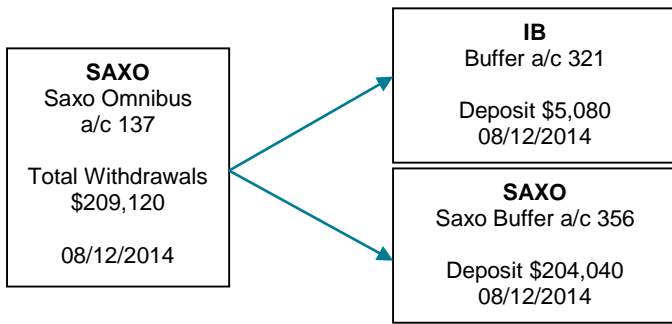 SAXO
Saxo Omnibus
a/c 137
Total Withdrawals
$209,120
08/12/2014
IB
Buffer a/c 321
Deposit $5,080
08/12/2014
SAXO
Saxo Buffer a/c 356
Deposit $204,040
08/12/2014